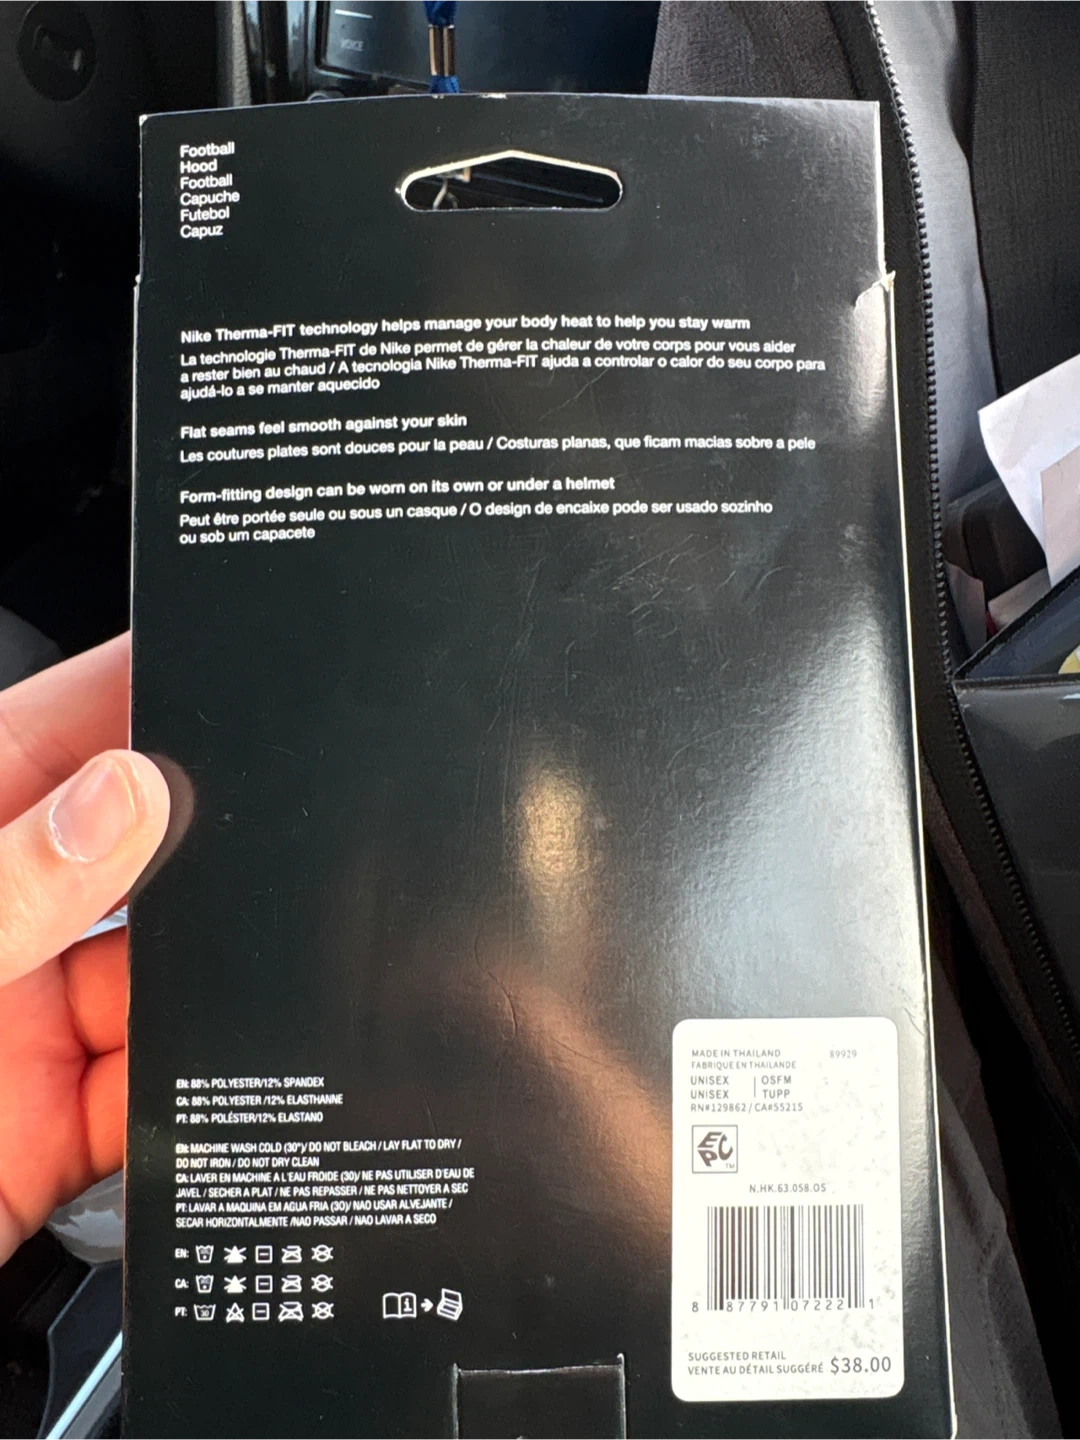 VOICE
Football
Hood
Football
Capuche
Futebol
Capuz
Nike Therma-FIT technology helps manage your body heat to help you stay warm
La technologie Therma-FIT de Nike permet de gérer la chaleur de votre corps pour vous aider
a rester bien au chaud / A tecnologia Nike Therma-FIT ajuda a controlar o calor do seu corpo para
ajudá-lo a se manter aquecido
Flat seams feel smooth against your skin
Les coutures plates sont douces pour la peau / Costuras planas, que ficam macias sobre a pele
Form-fitting design can be worn on its own or under a helmet
Peut être portée seule ou sous un casque / O design de encaixe pode ser usado sozinho
ou sob um capacete
EN: 88% POLYESTER/12% SPANDEX
CA: 88% POLYESTER /12% ELASTHANNE
PT: 88% POLÉSTER/12% ELASTANO
EN: MACHINE WASH COLD (30°)/ DO NOT BLEACH / LAY FLAT TO DRY /
DO NOT IRON / DO NOT DRY CLEAN
CA: LAVER EN MACHINE A L'EAU FROIDE (30)/ NE PAS UTILISER D'EAU DE
JAVEL / SECHER A PLAT / NE PAS REPASSER / NE PAS NETTOYER A SEC
PT: LAVAR A MAQUINA EM AGUA FRIA (30)/ NAO USAR ALVEJANTE /
SECAR HORIZONTALMENTE /NAO PASSAR / NAO LAVAR A SECO
EN:
CA:
PT: 30
MADE IN THAILAND 89929
FABRIQUE EN THAILANDE
UNISEX | OSFM
UNISEX | TUPP
RN#129862 / CA#55215
EPC TM
N.HK.63.058.OS
8 87791 07222 1
SUGGESTED RETAIL
VENTE AU DÉTAIL SUGGÉRÉ $38.00